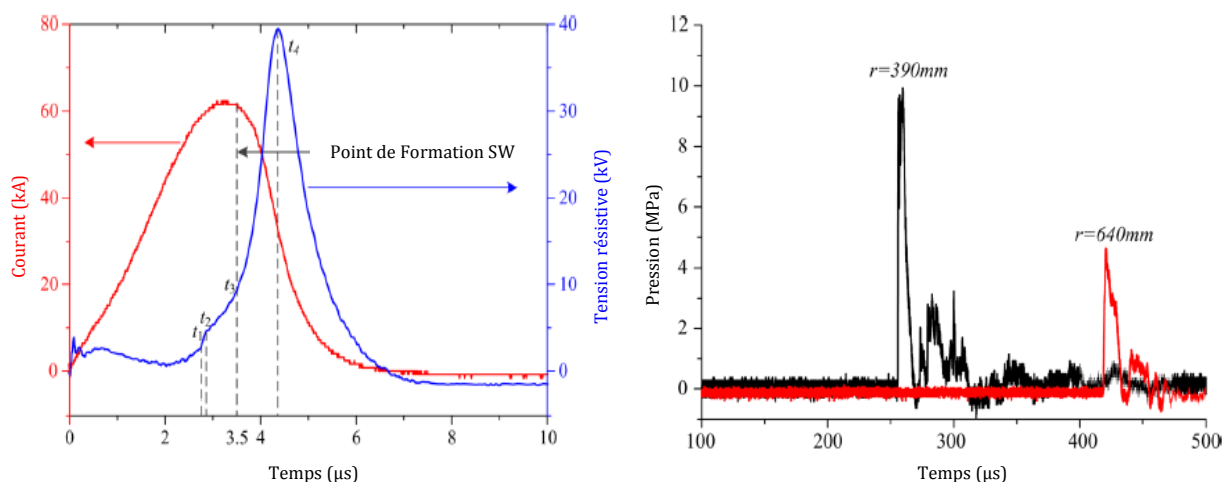 80
60
40
20
0
Courant (kA)
40
30
20
10
0
Tension résistive (kV)
t4
Point de Formation SW
t3
t2
t1
0 2 3.5 4 6 8 10
Temps (µs)
12
10
8
6
4
2
0
Pression (MPa)
r=390mm
r=640mm
100 200 300 400 500
Temps (µs)